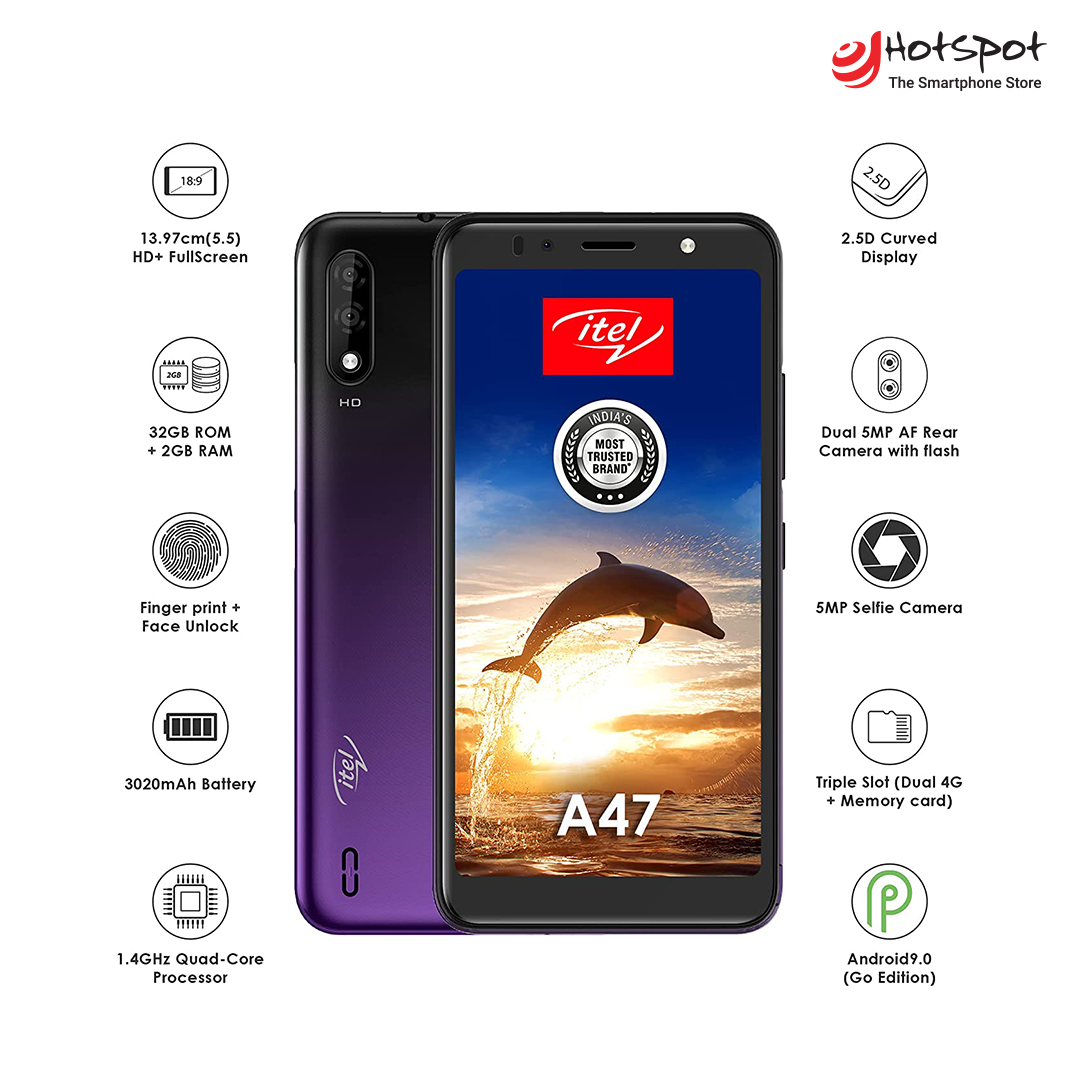 HOTSPOT
The Smartphone Store
18:9
13.97cm(5.5)
HD+ FullScreen
2GB
32GB ROM
+ 2GB RAM
Finger print +
Face Unlock
3020mAh Battery
1.4GHz Quad-Core
Processor
HD
itel
itel
INDIA'S
MOST
TRUSTED
BRAND*
A47
2.5D
2.5D Curved
Display
Dual 5MP AF Rear
Camera with flash
5MP Selfie Camera
Triple Slot (Dual 4G
+ Memory card)
Android9.0
(Go Edition)